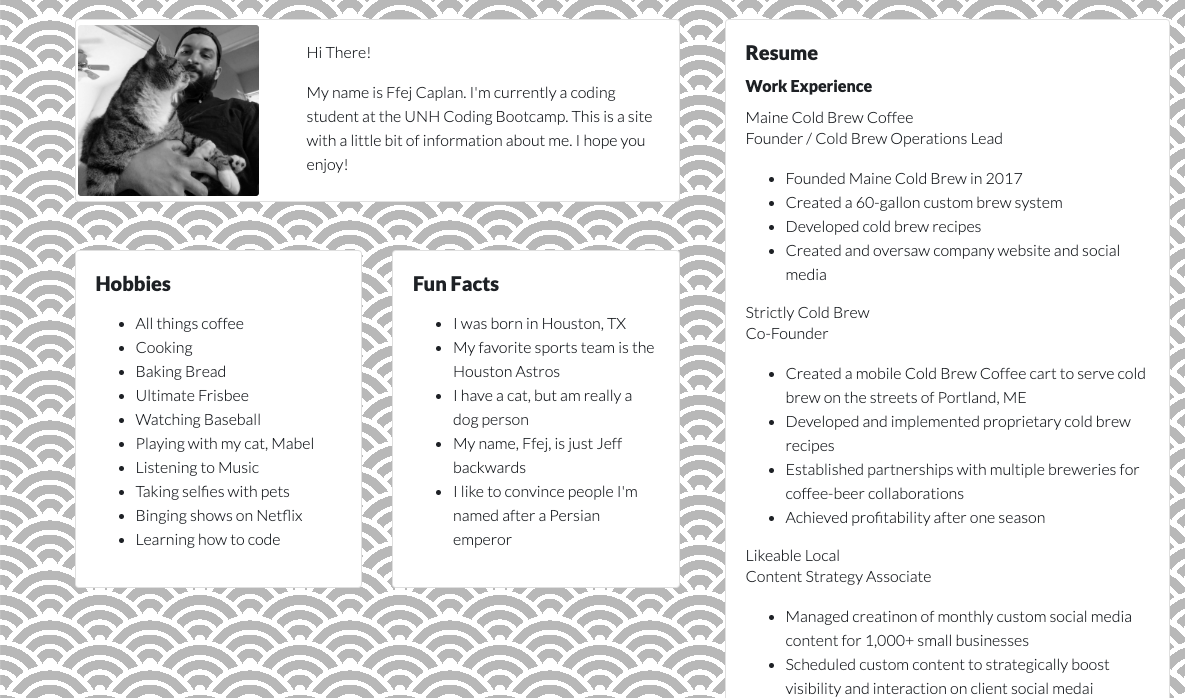 Hi There!
My name is Ffej Caplan. I'm currently a coding
student at the UNH Coding Bootcamp. This is a site
with a little bit of information about me. I hope you
enjoy!
Hobbies
All things coffee
Cooking
Baking Bread
Ultimate Frisbee
Watching Baseball
Playing with my cat, Mabel
Listening to Music
Taking selfies with pets
Binging shows on Netflix
Learning how to code
Fun Facts
I was born in Houston, TX
My favorite sports team is the
Houston Astros
I have a cat, but am really a
dog person
My name, Ffej, is just Jeff
backwards
I like to convince people I'm
named after a Persian
emperor
Resume
Work Experience
Maine Cold Brew Coffee
Founder / Cold Brew Operations Lead
Founded Maine Cold Brew in 2017
Created a 60-gallon custom brew system
Developed cold brew recipes
Created and oversaw company website and social
media
Strictly Cold Brew
Co-Founder
Created a mobile Cold Brew Coffee cart to serve cold
brew on the streets of Portland, ME
Developed and implemented proprietary cold brew
recipes
Established partnerships with multiple breweries for
coffee-beer collaborations
Achieved profitability after one season
Likeable Local
Content Strategy Associate
Managed creatinon of monthly custom social media
content for 1,000+ small businesses
Scheduled custom content to strategically boost
visibility and interaction on client social medai